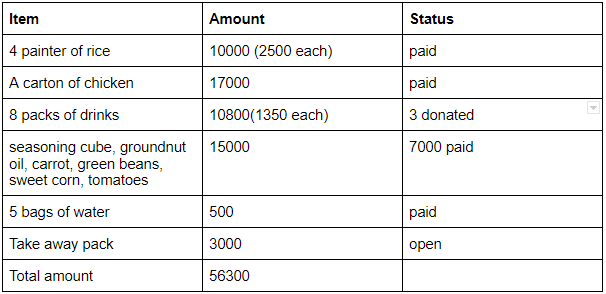 Item Amount Status
4 painter of rice 10000 (2500 each) paid
A carton of chicken 17000 paid
8 packs of drinks 10800(1350 each) 3 donated
seasoning cube, groundnut 15000 7000 paid
oil, carrot, green beans,
sweet corn, tomatoes
5 bags of water 500 paid
Take away pack 3000 open
Total amount 56300